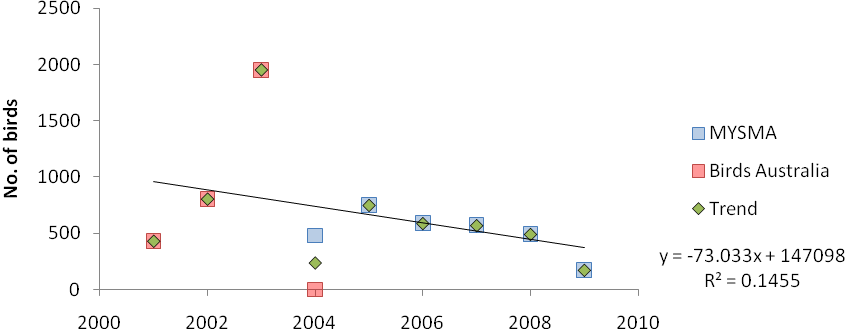 2500
2000
1500
1000
500
0
No. of birds
2000 2002 2004 2006 2008 2010
MYSMA
Birds Australia
Trend
y = -73.033x + 147098
R² = 0.1455